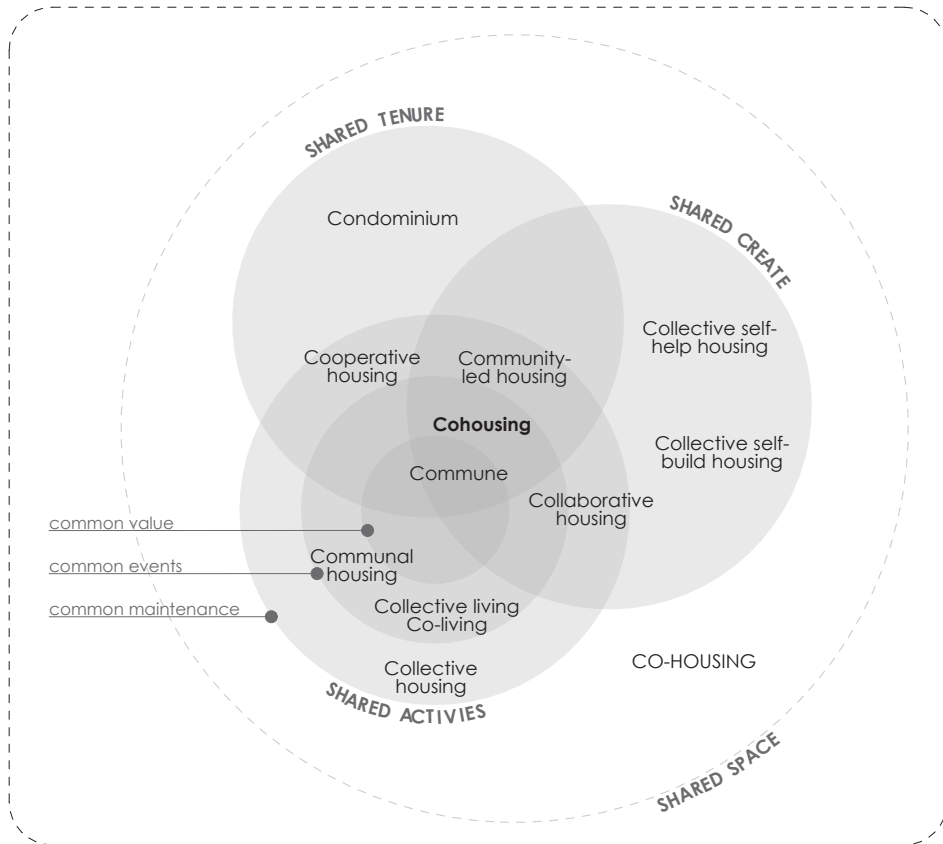 SHARED TENURE
Condominium
SHARED CREATE
Collective self-
help housing
Cooperative
housing
Community-
led housing
Cohousing
Collective self-
build housing
Commune
Collaborative
housing
common value
Communal
housing
common events
Collective living
Co-living
common maintenance
Collective
housing
CO-HOUSING
SHARED ACTIVIES
SHARED SPACE